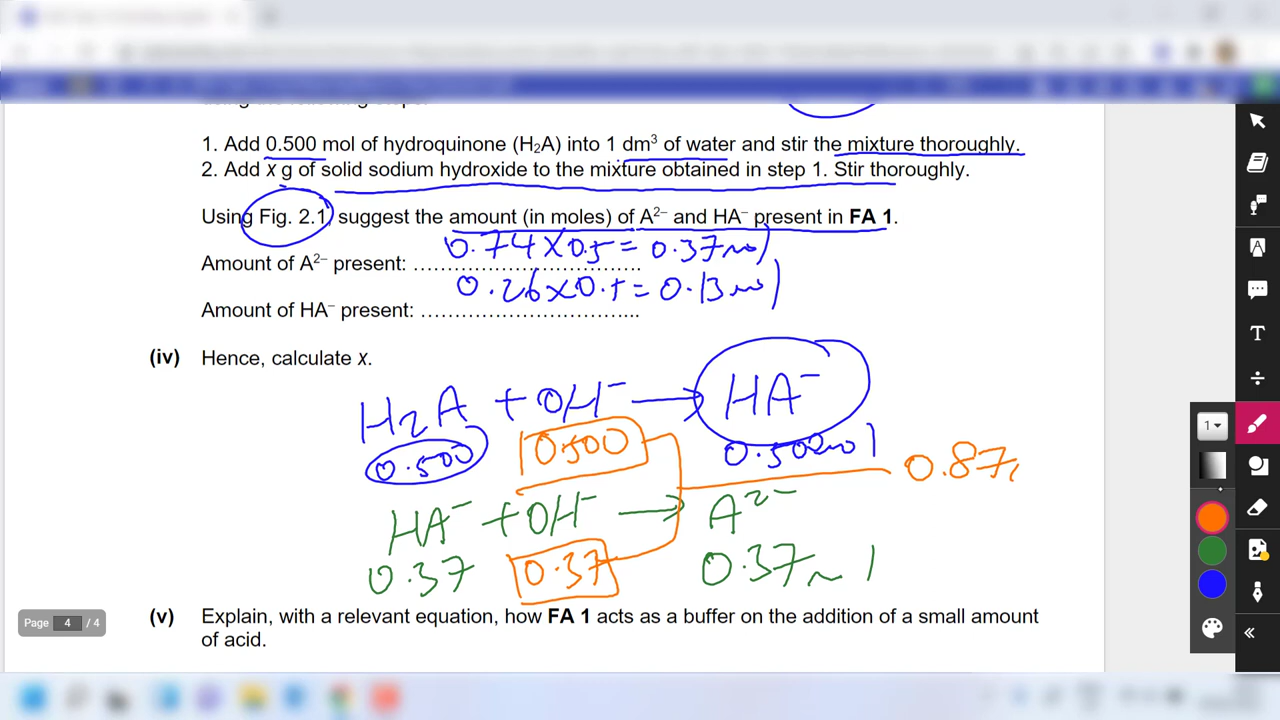 1. Add 0.500 mol of hydroquinone (H₂A) into 1 dm³ of water and stir the mixture thoroughly.
2. Add x g of solid sodium hydroxide to the mixture obtained in step 1. Stir thoroughly.
Using Fig. 2.1, suggest the amount (in moles) of A²⁻ and HA⁻ present in FA 1.
0.74 × 0.5 = 0.37 mol
Amount of A²⁻ present: ……………………………….
0.26 × 0.5 = 0.13 mol
Amount of HA⁻ present: ………………………………..
(iv) Hence, calculate x.
H₂A + OH⁻ → HA⁻
0.500 0.500 0.500 mol
0.87
HA⁻ + OH⁻ → A²⁻
0.37 0.37 0.37 mol
(v) Explain, with a relevant equation, how FA 1 acts as a buffer on the addition of a small amount
of acid.
Page 4 / 4
1
T
A